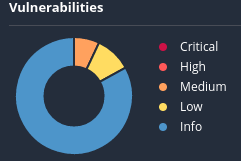 Vulnerabilities
Critical
High
Medium
Low
Info